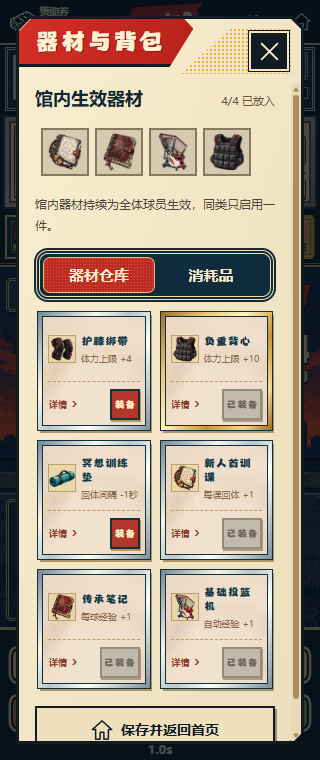 赞助券
器材与背包
馆内生效器材
4/4 已放入
馆内器材持续为全体球员生效，同类只启用一
件。
器材仓库
消耗品
护膝绑带
体力上限 +4
详情 >
装备
负重背心
体力上限 +10
详情 >
已装备
冥想训练
垫
回体间隔 -1秒
详情 >
装备
新人首训
课
每课回体 +1
详情 >
已装备
传承笔记
每球经验 +1
详情 >
已装备
基础投篮
机
自动经验 +1
详情 >
已装备
保存并返回首页
1.0s